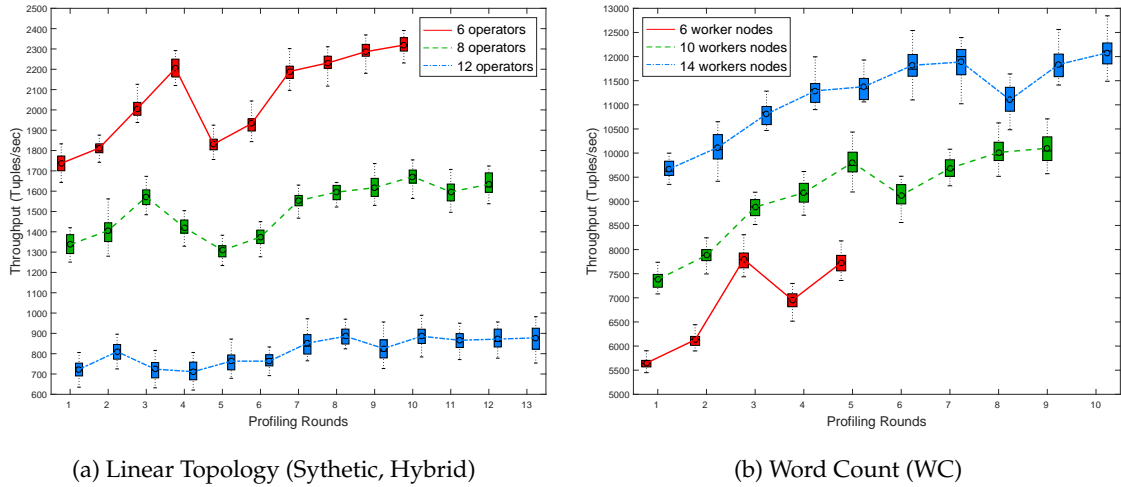 2500
2400
2300
2200
2100
2000
1900
1800
1700
1600
1500
1400
1300
1200
1100
1000
900
800
700
600
Throughput (Tuples/sec)
6 operators
8 operators
12 operators
1 2 3 4 5 6 7 8 9 10 11 12 13
Profiling Rounds
(a) Linear Topology (Sythetic, Hybrid)
13000
12500
12000
11500
11000
10500
10000
9500
9000
8500
8000
7500
7000
6500
6000
5500
5000
Throughput (Tuples/sec)
6 worker nodes
10 workers nodes
14 workers nodes
1 2 3 4 5 6 7 8 9 10
Profiling Rounds
(b) Word Count (WC)